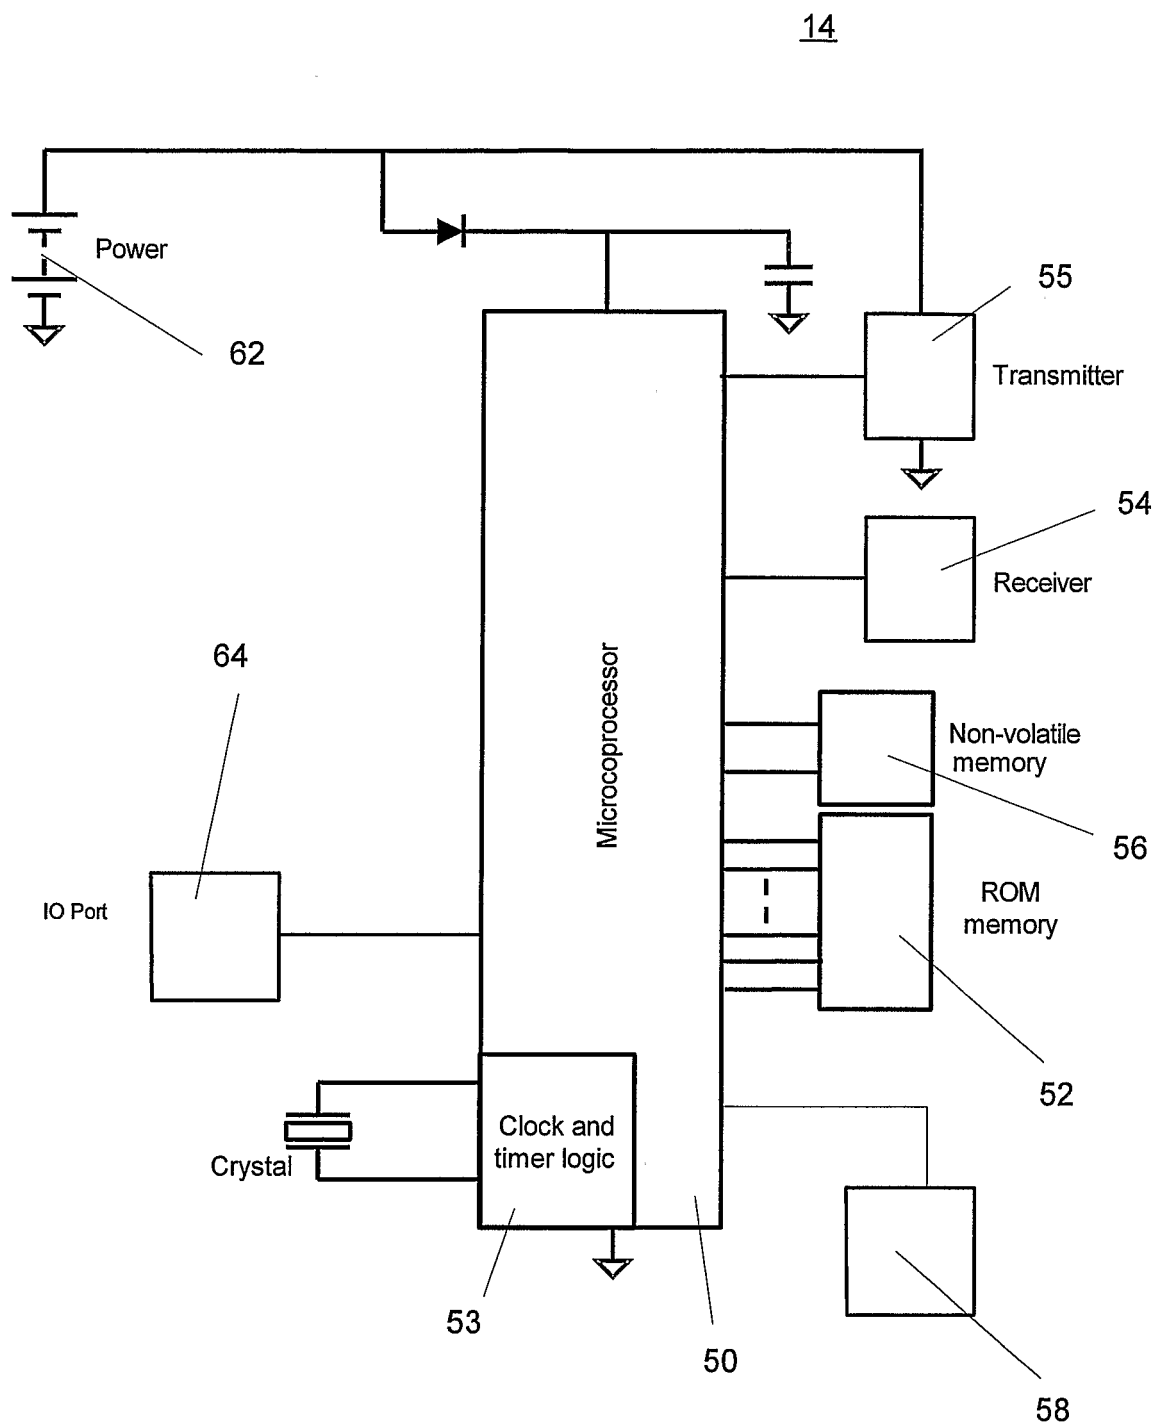 14
Power
62
55
Transmitter
54
Receiver
64
Microcoprocessor
Non-volatile
memory
56
IO Port
ROM
memory
52
Clock and
timer logic
Crystal
53
50
58